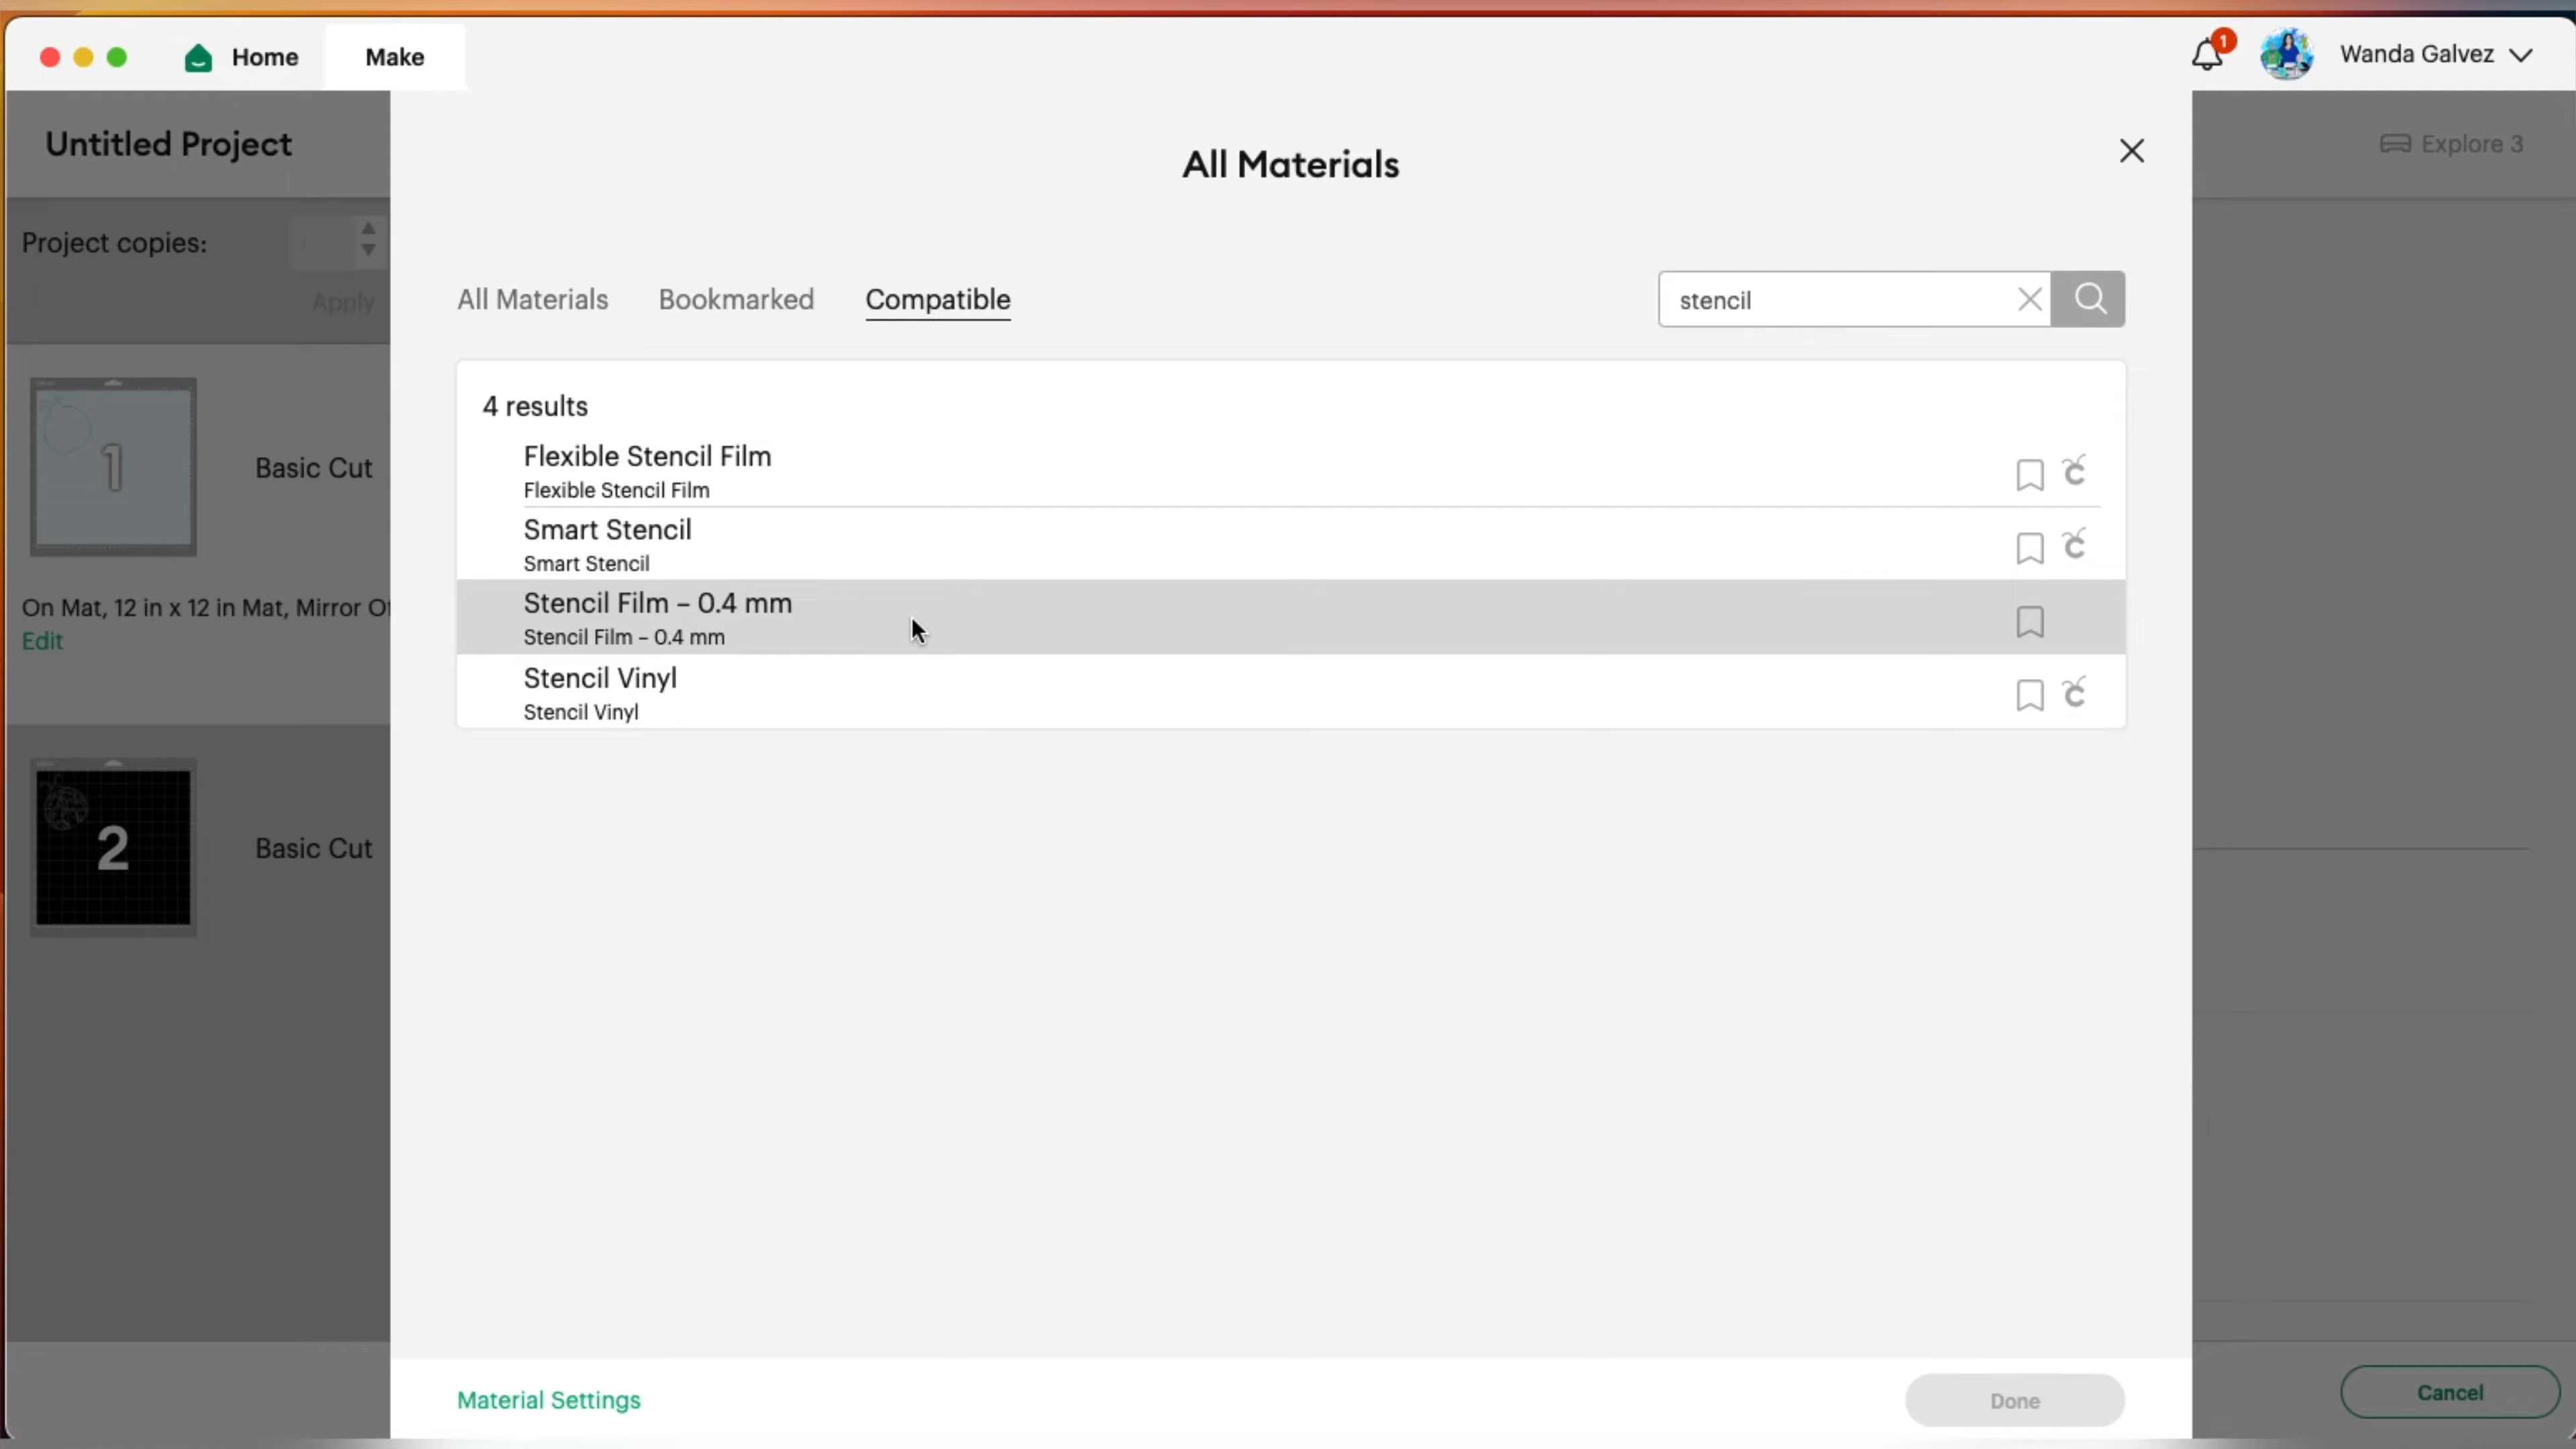 Home
Make
1
Wanda Galvez
Untitled Project
Explore 3
All Materials
Project copies:
Apply
All Materials
Bookmarked
Compatible
stencil
4 results
Flexible Stencil Film
Flexible Stencil Film
Smart Stencil
Smart Stencil
Stencil Film – 0.4 mm
Stencil Film – 0.4 mm
Stencil Vinyl
Stencil Vinyl
1
Basic Cut
On Mat, 12 in x 12 in Mat, Mirror
Edit
2
Basic Cut
Material Settings
Done
Cancel